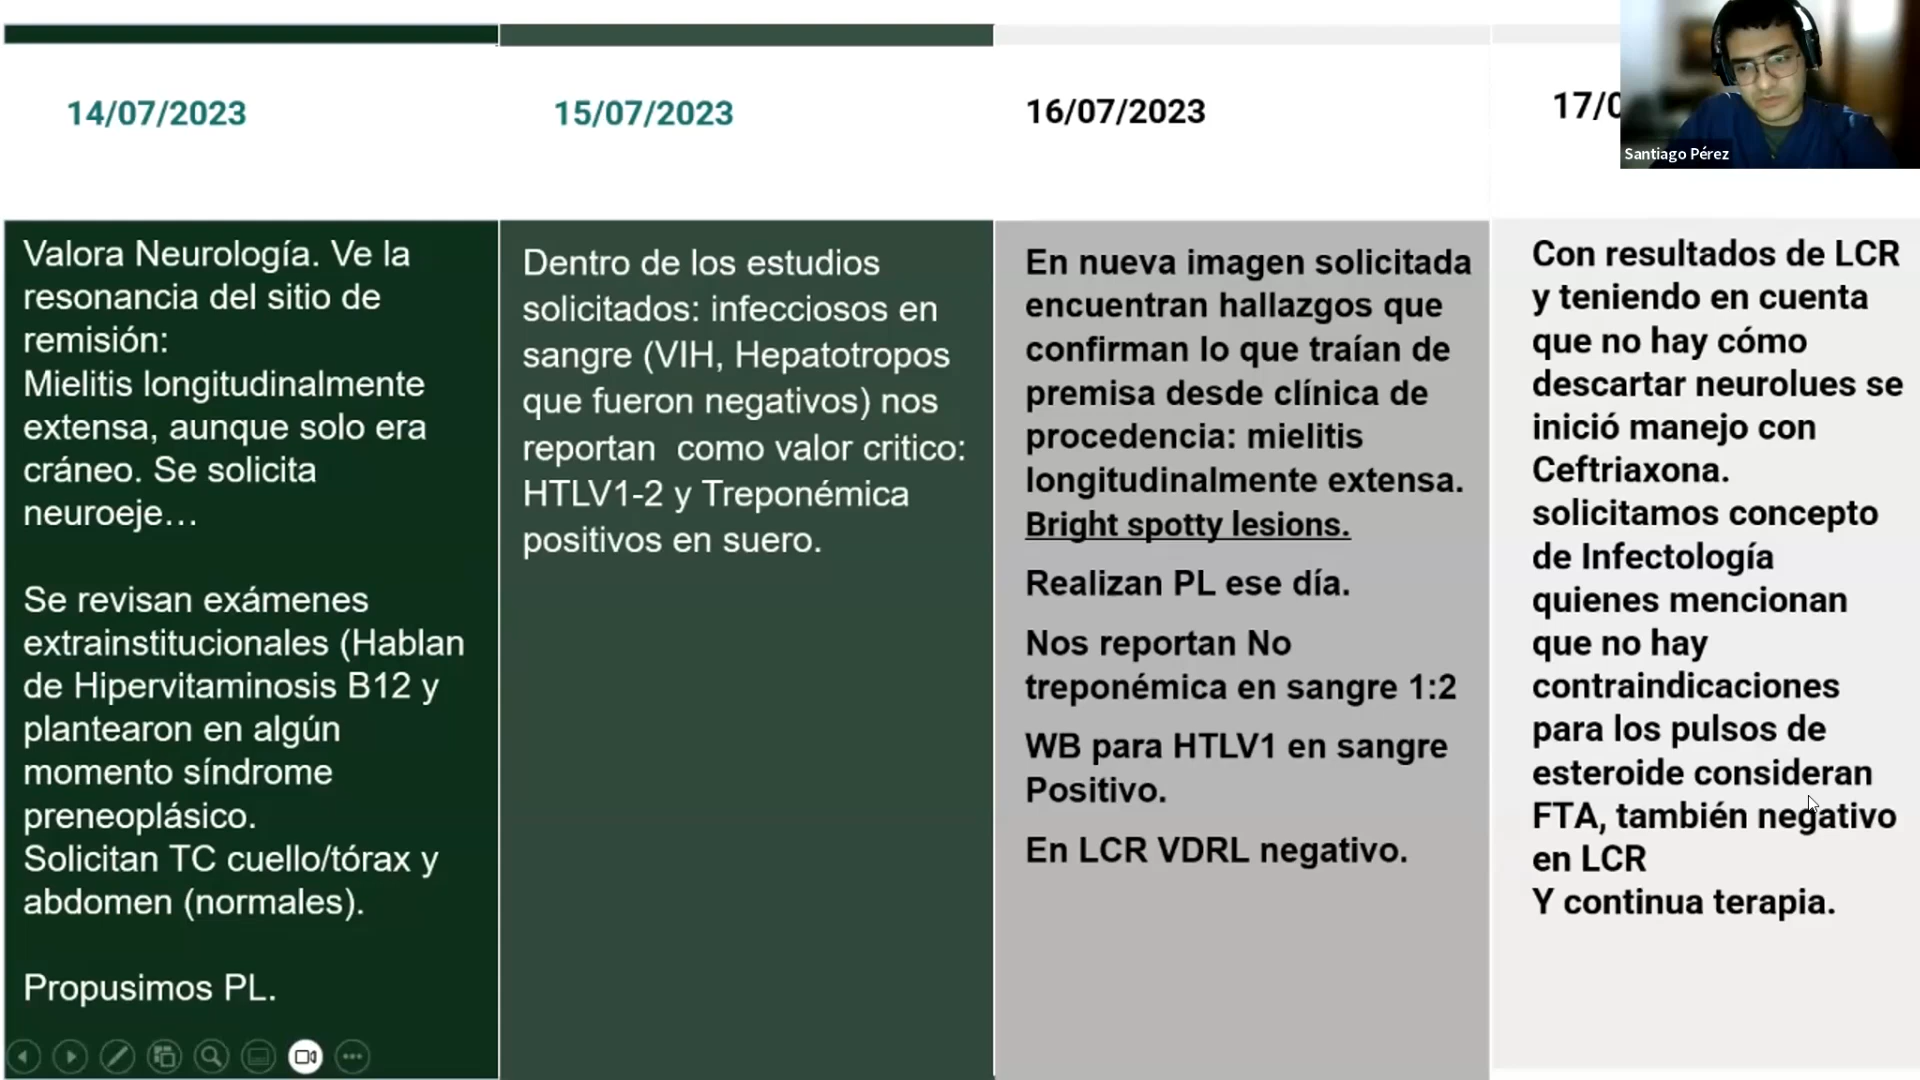 14/07/2023
Valora Neurología. Ve la
resonancia del sitio de
remisión:
Mielitis longitudinalmente
extensa, aunque solo era
cráneo. Se solicita
neuroeje…
Se revisan exámenes
extrainstitucionales (Hablan
de Hipervitaminosis B12 y
plantearon en algún
momento síndrome
preneoplásico.
Solicitan TC cuello/tórax y
abdomen (normales).
Propusimos PL.
15/07/2023
Dentro de los estudios
solicitados: infecciosos en
sangre (VIH, Hepatotropos
que fueron negativos) nos
reportan como valor critico:
HTLV1-2 y Treponémica
positivos en suero.
16/07/2023
En nueva imagen solicitada
encuentran hallazgos que
confirman lo que traían de
premisa desde clínica de
procedencia: mielitis
longitudinalmente extensa.
Bright spotty lesions.
Realizan PL ese día.
Nos reportan No
treponémica en sangre 1:2
WB para HTLV1 en sangre
Positivo.
En LCR VDRL negativo.
17/0
Con resultados de LCR
y teniendo en cuenta
que no hay cómo
descartar neurolues se
inició manejo con
Ceftriaxona.
solicitamos concepto
de Infectología
quienes mencionan
que no hay
contraindicaciones
para los pulsos de
esteroide consideran
FTA, también negativo
en LCR
Y continua terapia.
Santiago Pérez